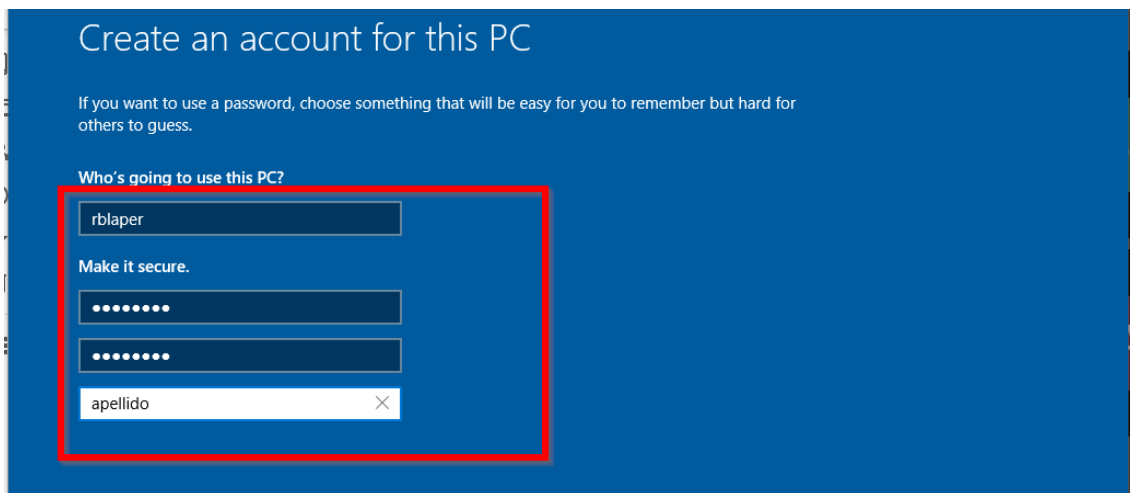 Create an account for this PC
If you want to use a password, choose something that will be easy for you to remember but hard for
others to guess.
Who's going to use this PC?
rblaper
Make it secure.
●●●●●●●●
●●●●●●●●
apellido